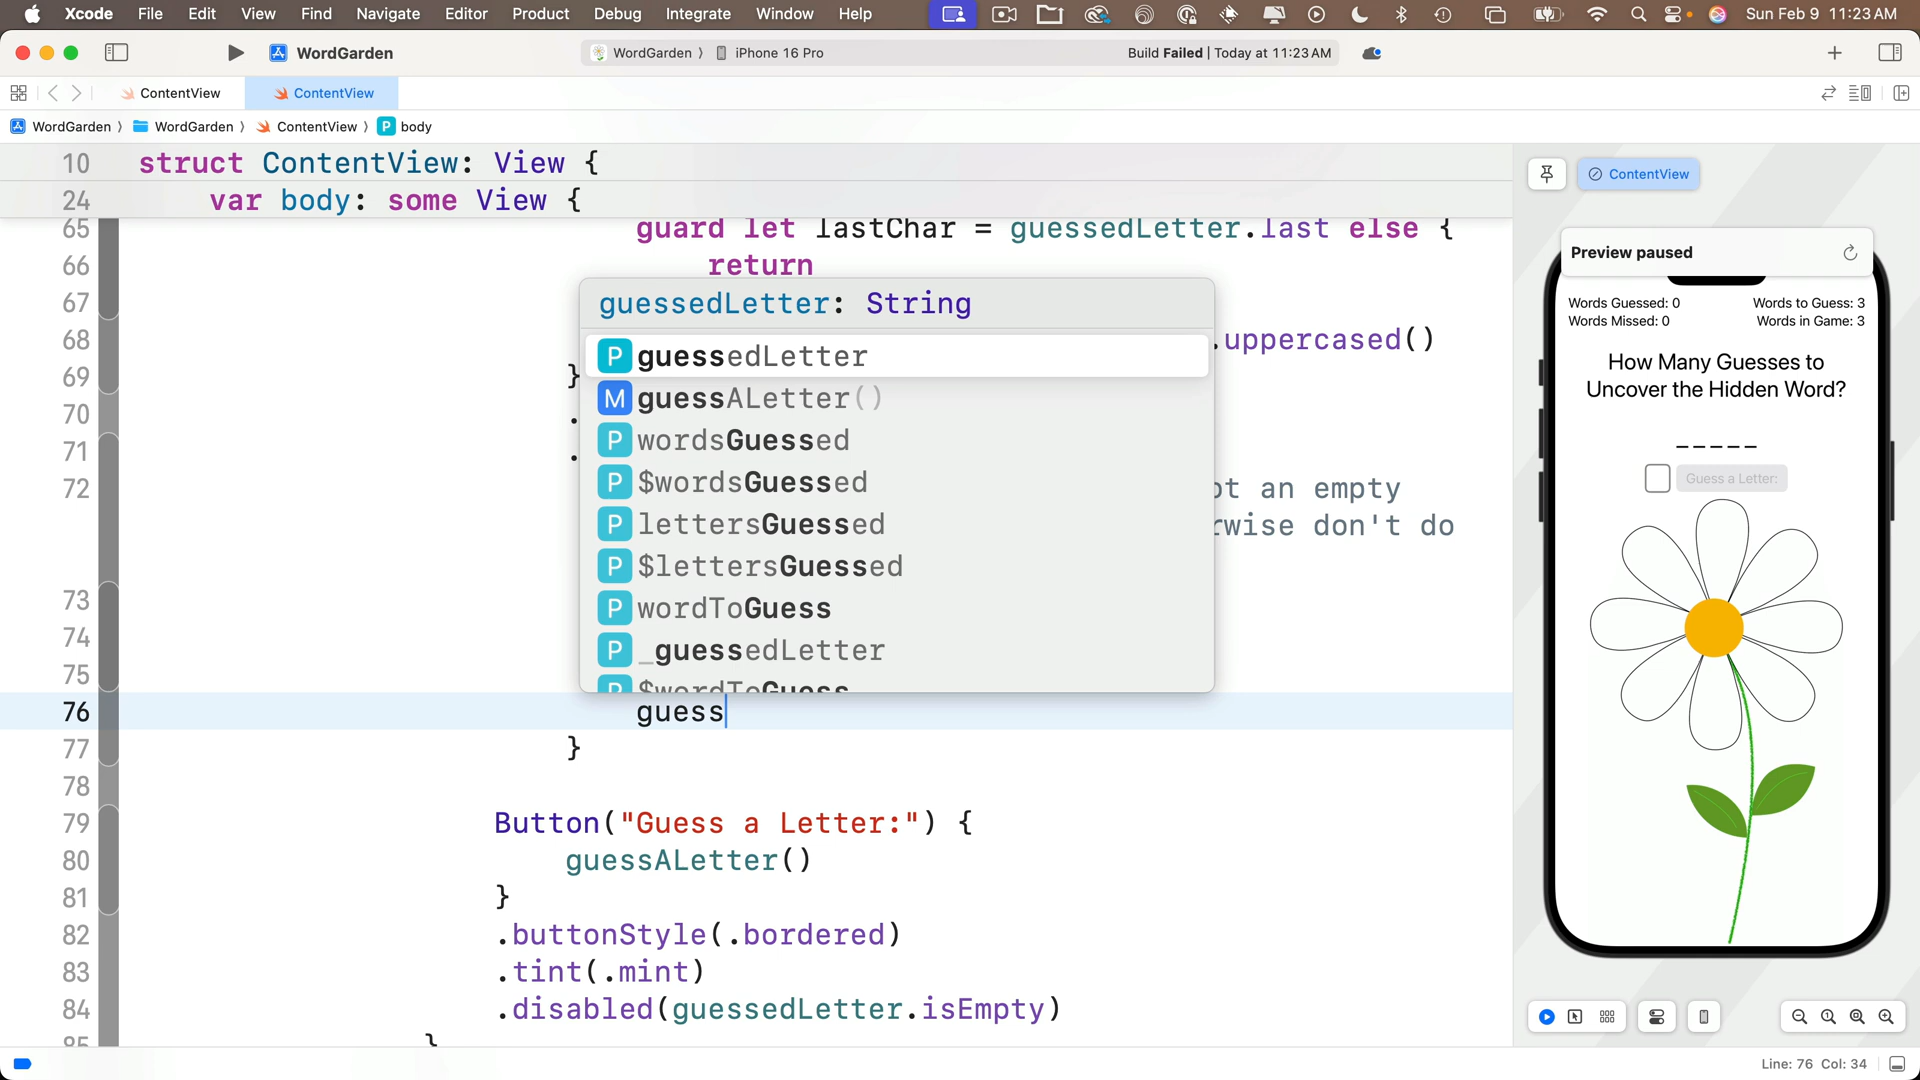 Xcode File Edit View Find Navigate Editor Product Debug Integrate Window Help Sun Feb 9 11:23 AM
WordGarden WordGarden 〉 iPhone 16 Pro Build Failed | Today at 11:23 AM
ContentView ContentView
WordGarden 〉 WordGarden 〉 ContentView 〉 P body
10 struct ContentView: View {
24 var body: some View {
65 guard let lastChar = guessedLetter.last else {
66 return
67
68 .uppercased()
69 }
70 .
71 .
72 ot an empty
rwise don't do
73
74
75
76 guess
77 }
78
79 Button("Guess a Letter:") {
80 guessALetter()
81 }
82 .buttonStyle(.bordered)
83 .tint(.mint)
84 .disabled(guessedLetter.isEmpty)
85 }
guessedLetter: String
P guessedLetter
M guessALetter()
P wordsGuessed
P $wordsGuessed
P lettersGuessed
P $lettersGuessed
P wordToGuess
P _guessedLetter
P $wordToGuess
ContentView
Preview paused
Words Guessed: 0 Words to Guess: 3
Words Missed: 0 Words in Game: 3
How Many Guesses to
Uncover the Hidden Word?
_ _ _ _ _
Guess a Letter:
Line: 76 Col: 34